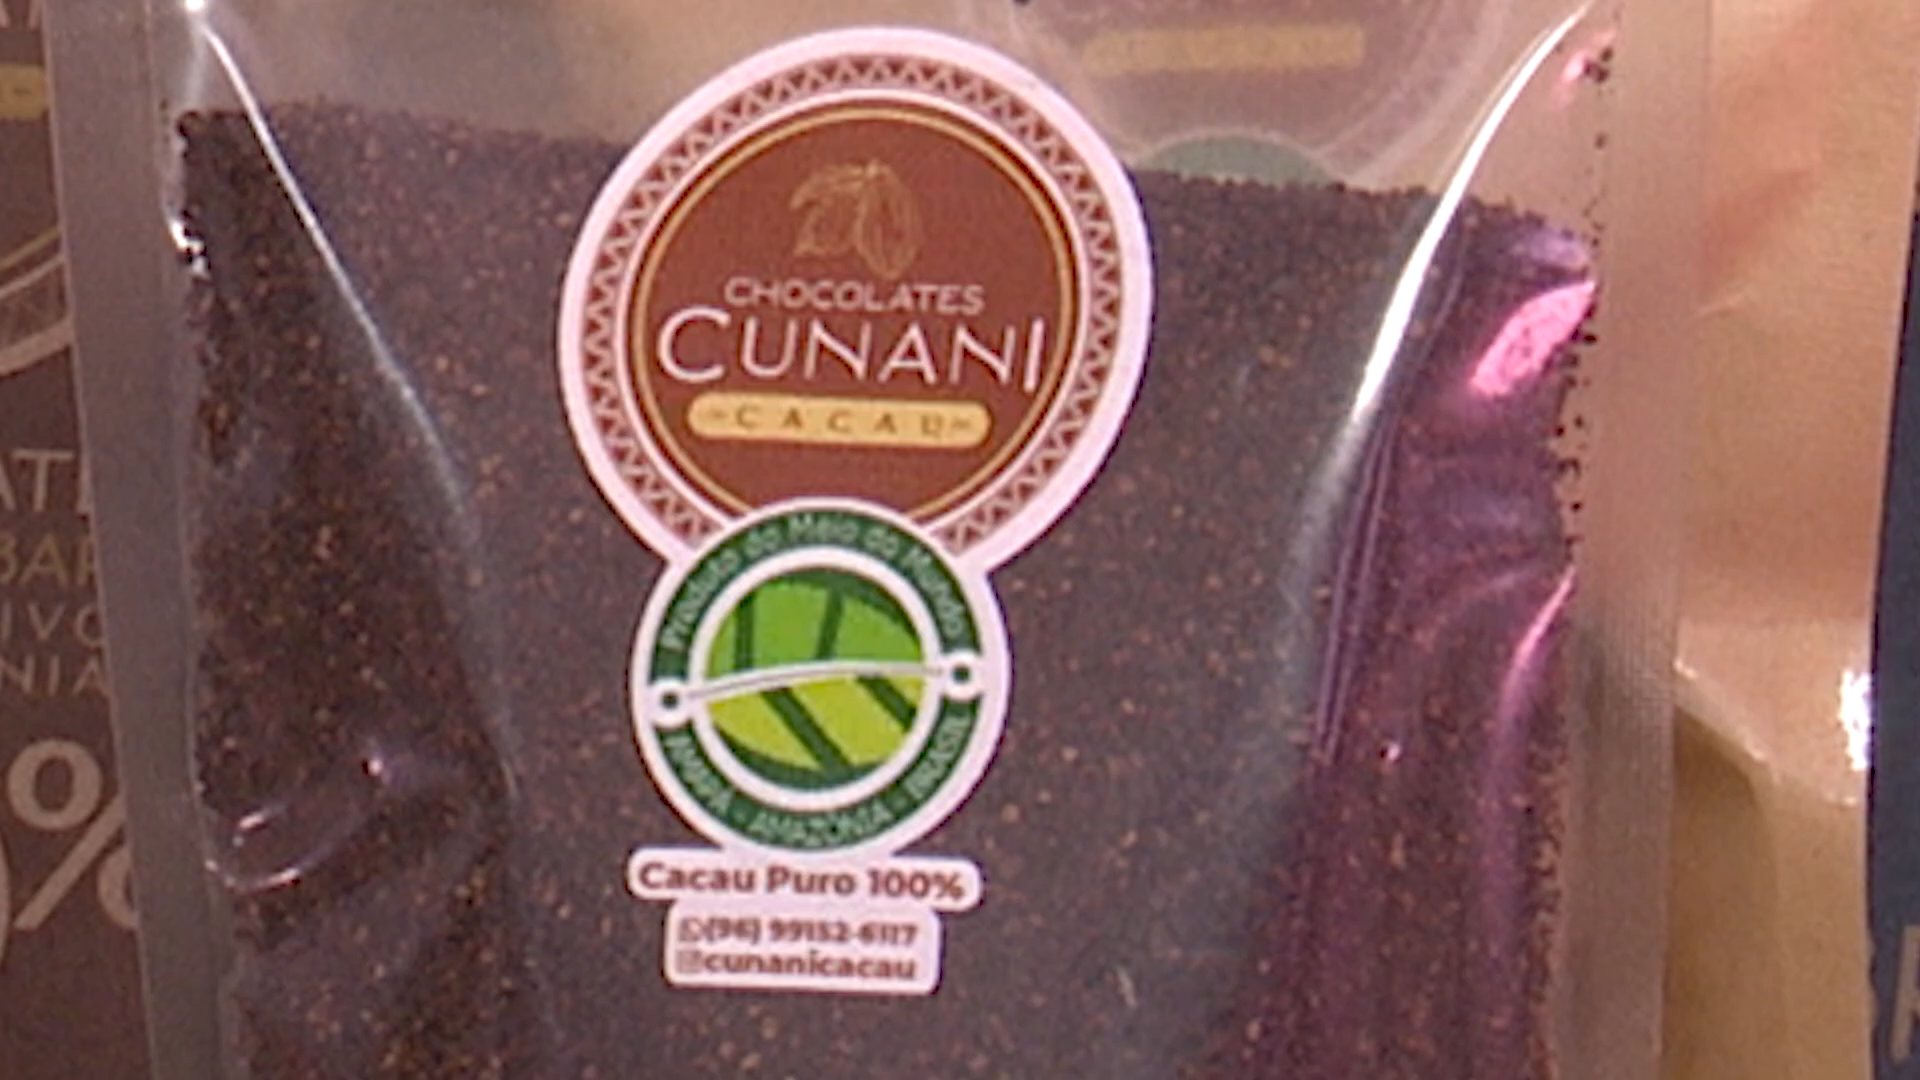 CHOCOLATES
CUNANI
CACAU
Produto do Meio do Mundo
AMAPÁ - AMAZÔNIA - BRASIL
Cacau Puro 100%
(96) 99152-6117
cunanicacau
%